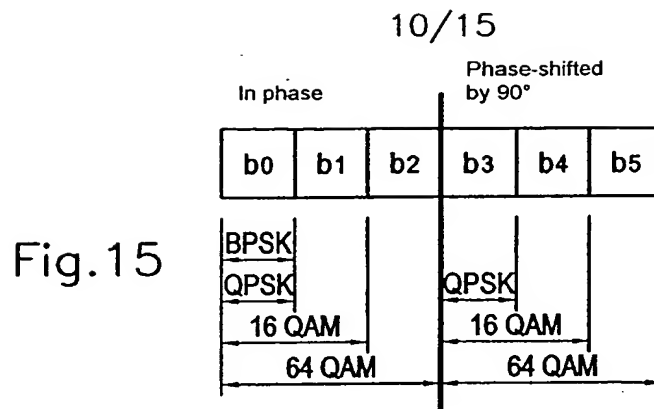 10/15
In phase
Phase-shifted
by 90°
b0 b1 b2 b3 b4 b5
Fig.15
BPSK
QPSK QPSK
16 QAM 16 QAM
64 QAM 64 QAM